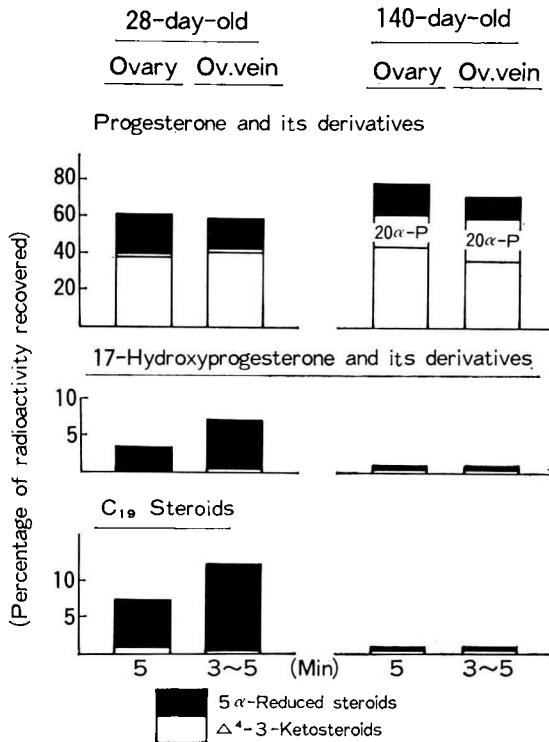 28-day-old 140-day-old
Ovary Ov.vein Ovary Ov.vein
Progesterone and its derivatives
80
60
40
20
20α-P 20α-P
17-Hydroxyprogesterone and its derivatives
10
5
C₁₉ Steroids
10
5
5 3~5 (Min) 5 3~5
(Percentage of radioactivity recovered)
5α-Reduced steroids
△⁴-3-Ketosteroids